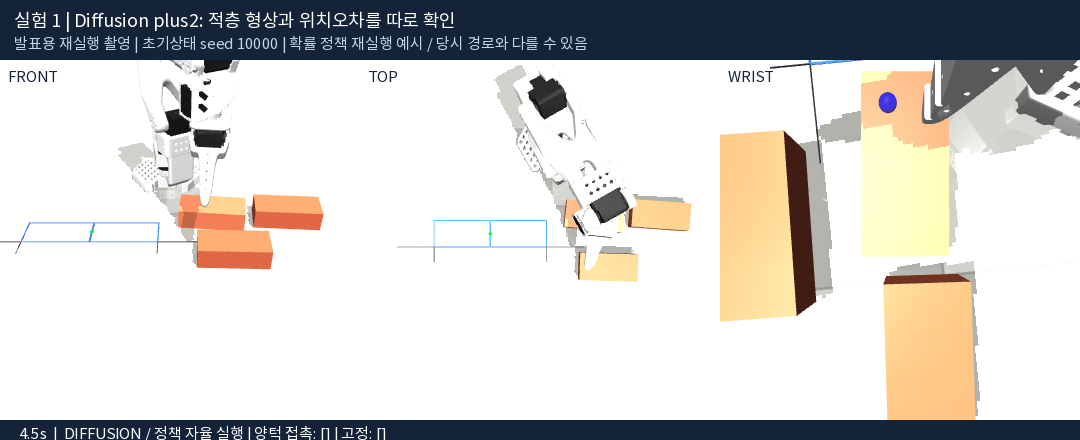 실험 1 | Diffusion plus2: 적층 형상과 위치오차를 따로 확인
발표용 재실행 촬영 | 초기상태 seed 10000 | 확률 정책 재실행 예시 / 당시 경로와 다를 수 있음
FRONT
TOP
WRIST
4.5s | DIFFUSION / 정책 자율 실행 | 양턱 접촉: [] | 고정: []